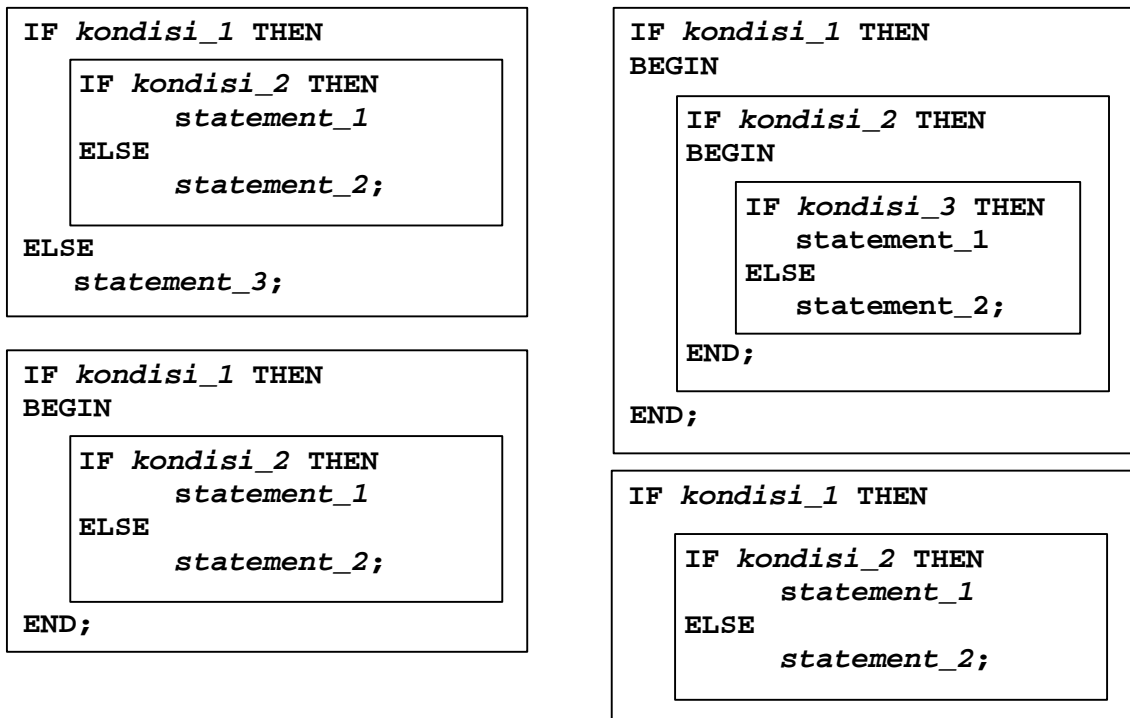 IF kondisi_1 THEN
IF kondisi_2 THEN
statement_1
ELSE
statement_2;
ELSE
statement_3;
IF kondisi_1 THEN
BEGIN
IF kondisi_2 THEN
statement_1
ELSE
statement_2;
END;
IF kondisi_1 THEN
BEGIN
IF kondisi_2 THEN
BEGIN
IF kondisi_3 THEN
statement_1
ELSE
statement_2;
END;
END;
IF kondisi_1 THEN
IF kondisi_2 THEN
statement_1
ELSE
statement_2;